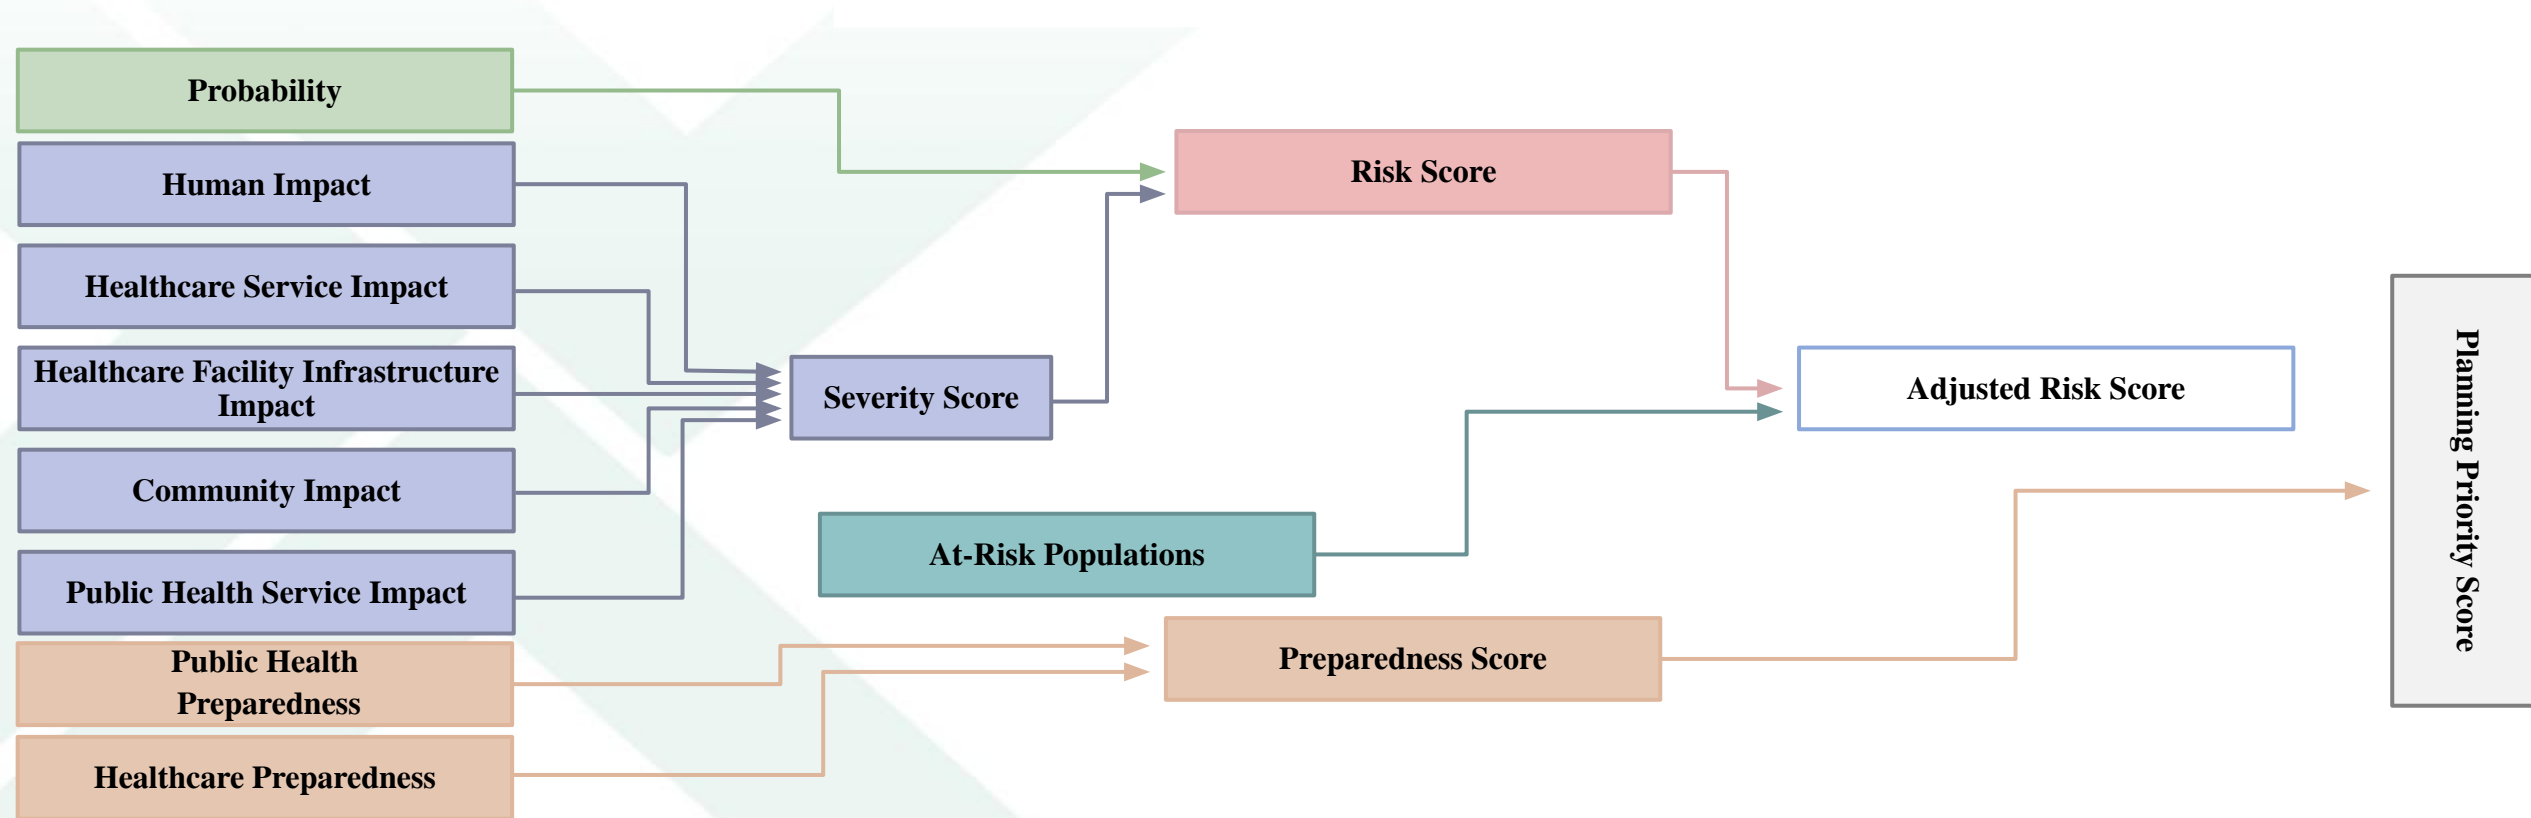 Probability
Human Impact
Healthcare Service Impact
Healthcare Facility Infrastructure
Impact
Community Impact
Public Health Service Impact
Public Health
Preparedness
Healthcare Preparedness
Severity Score
Risk Score
At-Risk Populations
Preparedness Score
Adjusted Risk Score
Planning Priority Score